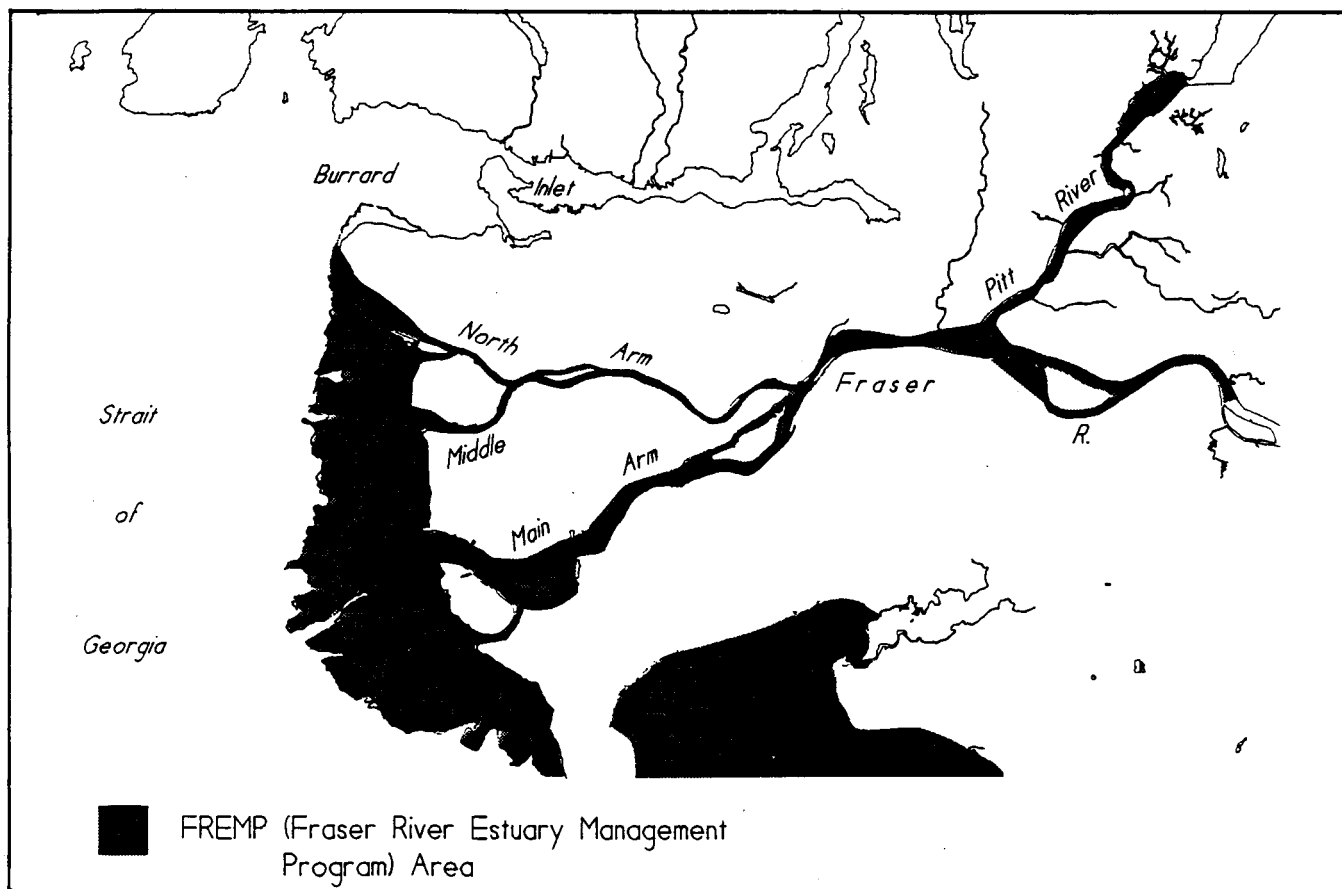 Burrard
Inlet
River
Pitt
North
Arm
Fraser
R.
Strait
Middle
Arm
of
Main
Georgia
FREMP (Fraser River Estuary Management
Program) Area